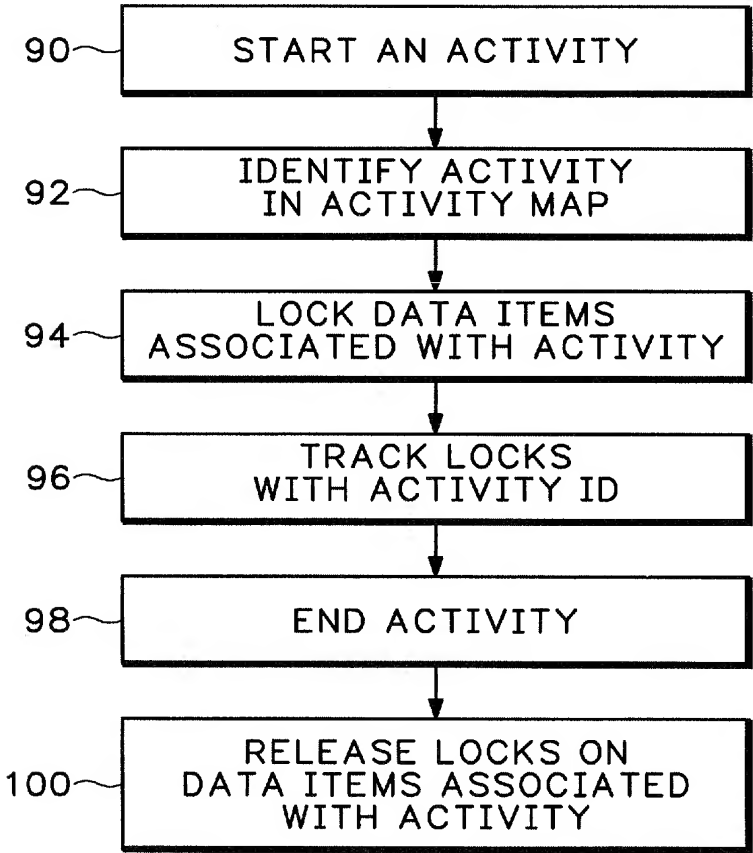 90
START AN ACTIVITY
92
IDENTIFY ACTIVITY
IN ACTIVITY MAP
94
LOCK DATA ITEMS
ASSOCIATED WITH ACTIVITY
96
TRACK LOCKS
WITH ACTIVITY ID
98
END ACTIVITY
100
RELEASE LOCKS ON
DATA ITEMS ASSOCIATED
WITH ACTIVITY